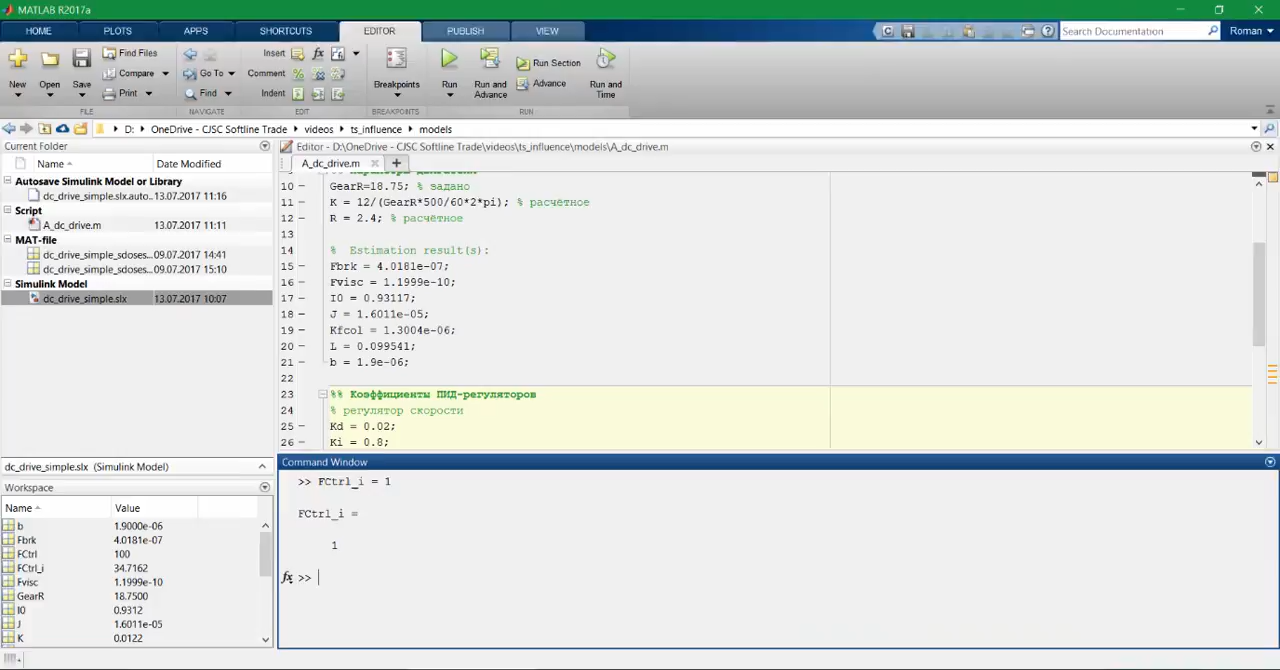 MATLAB R2017a
HOME PLOTS APPS SHORTCUTS EDITOR PUBLISH VIEW Search Documentation Roman
New Open Save Find Files Compare Print Go To Find Insert Comment Indent Breakpoints Run Run and Advance Run Section Advance Run and Time
FILE NAVIGATE EDIT BREAKPOINTS RUN
D: OneDrive - CJSC Softline Trade videos ts_influence models
Current Folder
Name Date Modified
Autosave Simulink Model or Library
dc_drive_simple.slx.auto... 13.07.2017 11:16
Script
A_dc_drive.m 13.07.2017 11:11
MAT-file
dc_drive_simple_sdoses... 09.07.2017 14:41
dc_drive_simple_sdoses... 09.07.2017 15:10
Simulink Model
dc_drive_simple.slx 13.07.2017 10:07
dc_drive_simple.slx (Simulink Model)
Workspace
Name Value
b 1.9000e-06
Fbrk 4.0181e-07
FCtrl 100
FCtrl_i 34.7162
Fvisc 1.1999e-10
GearR 18.7500
I0 0.9312
J 1.6011e-05
K 0.0122
Editor - D:\OneDrive - CJSC Softline Trade\videos\ts_influence\models\A_dc_drive.m
A_dc_drive.m
10 GearR=18.75; % задано
11 K = 12/(GearR*500/60*2*pi); % расчётное
12 R = 2.4; % расчётное
13
14 % Estimation result(s):
15 Fbrk = 4.0181e-07;
16 Fvisc = 1.1999e-10;
17 I0 = 0.93117;
18 J = 1.6011e-05;
19 Kfcol = 1.3004e-06;
20 L = 0.099541;
21 b = 1.9e-06;
22
23 %% Коэффициенты ПИД-регуляторов
24 % регулятор скорости
25 Kd = 0.02;
26 Ki = 0.8;
Command Window
>> FCtrl_i = 1
FCtrl_i =
1
fx >>